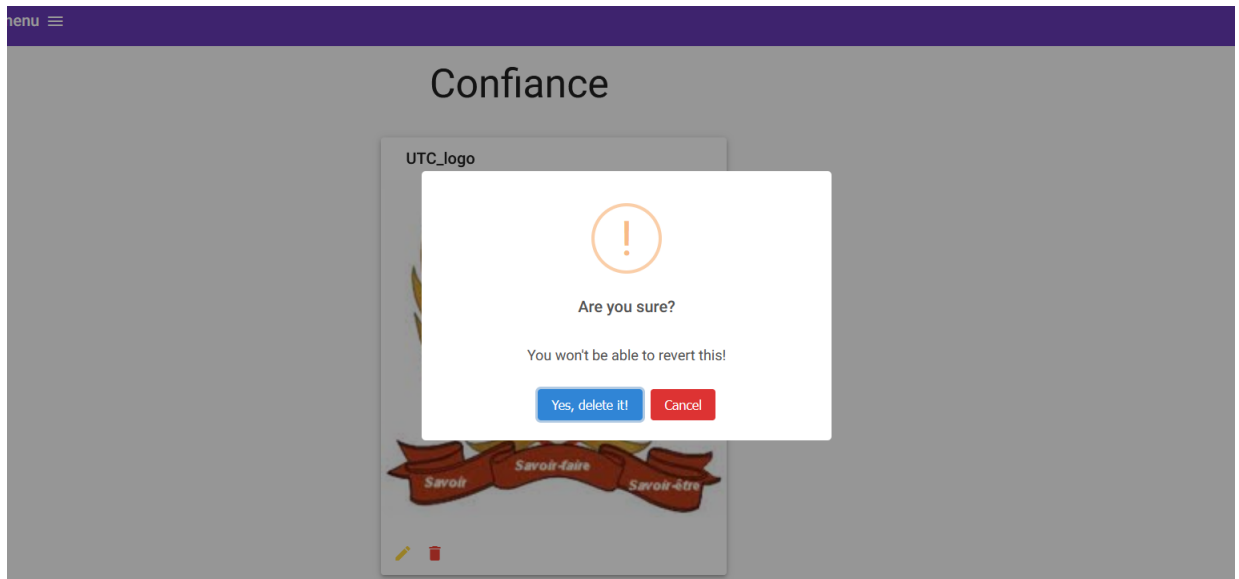 menu
Confiance
UTC_logo
!
Are you sure?
You won't be able to revert this!
Yes, delete it! Cancel
Savoir Savoir-faire Savoir-être